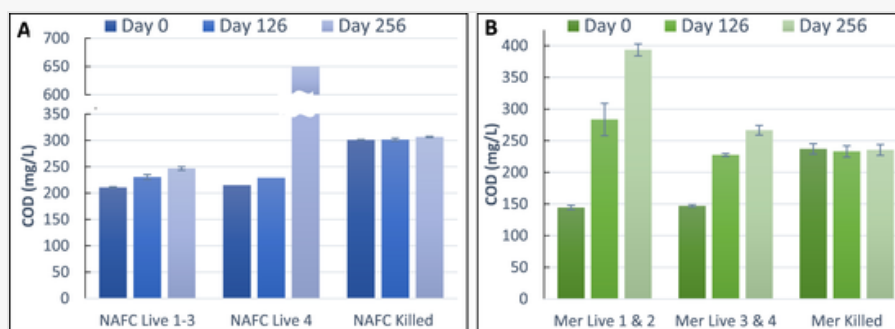 A
Day 0 Day 126 Day 256
700
650
600
350
300
250
200
150
100
50
0
COD (mg/L)
NAFC Live 1-3 NAFC Live 4 NAFC Killed
B
Day 0 Day 126 Day 256
400
350
300
250
200
150
100
50
0
COD (mg/L)
Mer Live 1 & 2 Mer Live 3 & 4 Mer Killed